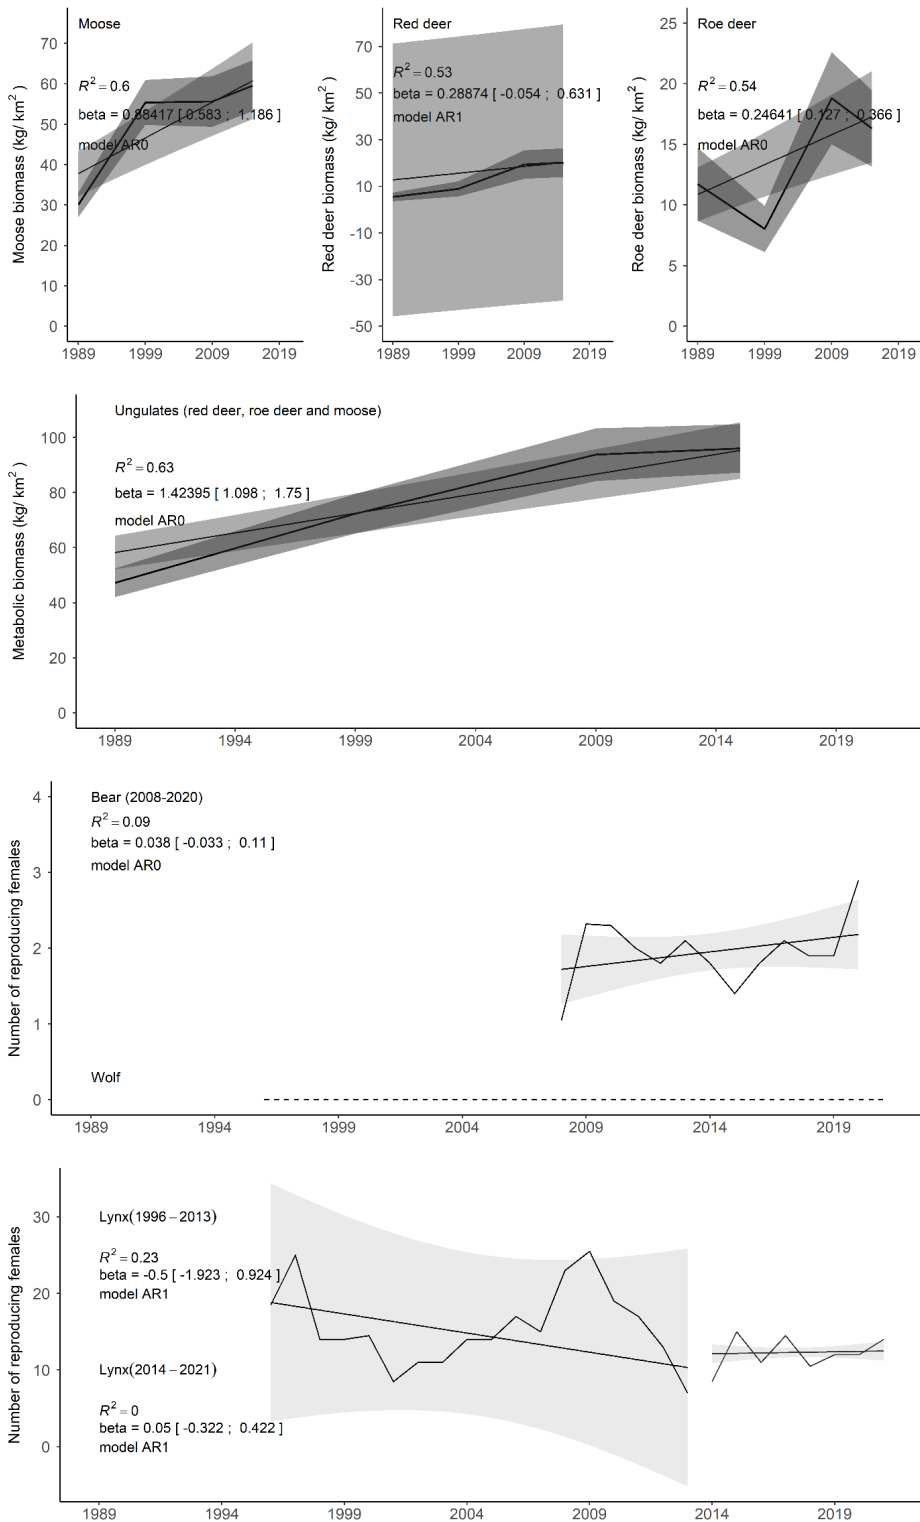 Moose
R² = 0.6
beta = 0.88417 [ 0.583 ; 1.186 ]
model AR0
Moose biomass (kg/ km² )
70
60
50
40
30
20
10
0
1989 1999 2009 2019
Red deer
R² = 0.53
beta = 0.28874 [ -0.054 ; 0.631 ]
model AR1
Red deer biomass (kg/ km² )
70
50
30
10
-10
-30
-50
1989 1999 2009 2019
Roe deer
R² = 0.54
beta = 0.24641 [ 0.127 ; 0.366 ]
model AR0
Roe deer biomass (kg/ km² )
25
20
15
10
5
0
1989 1999 2009 2019
Ungulates (red deer, roe deer and moose)
R² = 0.63
beta = 1.42395 [ 1.098 ; 1.75 ]
model AR0
Metabolic biomass (kg/ km² )
100
80
60
40
20
0
1989 1994 1999 2004 2009 2014 2019
Bear (2008-2020)
R² = 0.09
beta = 0.038 [ -0.033 ; 0.11 ]
model AR0
Wolf
Number of reproducing females
4
3
2
1
0
1989 1994 1999 2004 2009 2014 2019
Lynx(1996 – 2013)
R² = 0.23
beta = -0.5 [ -1.923 ; 0.924 ]
model AR1
Lynx(2014 – 2021)
R² = 0
beta = 0.05 [ -0.322 ; 0.422 ]
model AR1
Number of reproducing females
30
20
10
0
1989 1994 1999 2004 2009 2014 2019